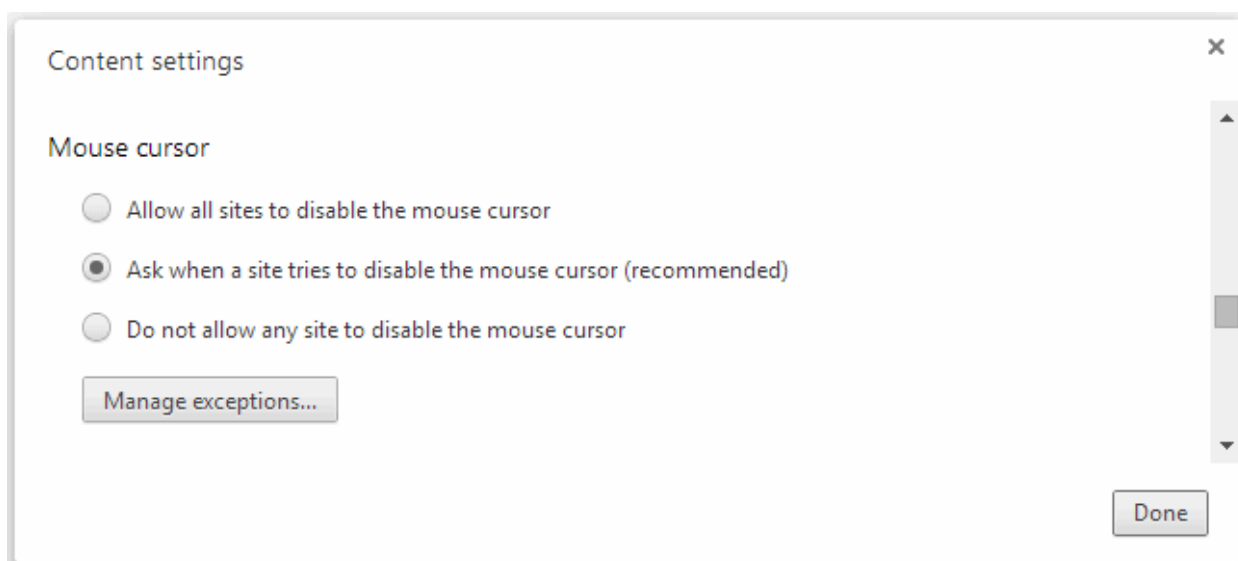 Content settings
Mouse cursor
Allow all sites to disable the mouse cursor
Ask when a site tries to disable the mouse cursor (recommended)
Do not allow any site to disable the mouse cursor
Manage exceptions...
Done